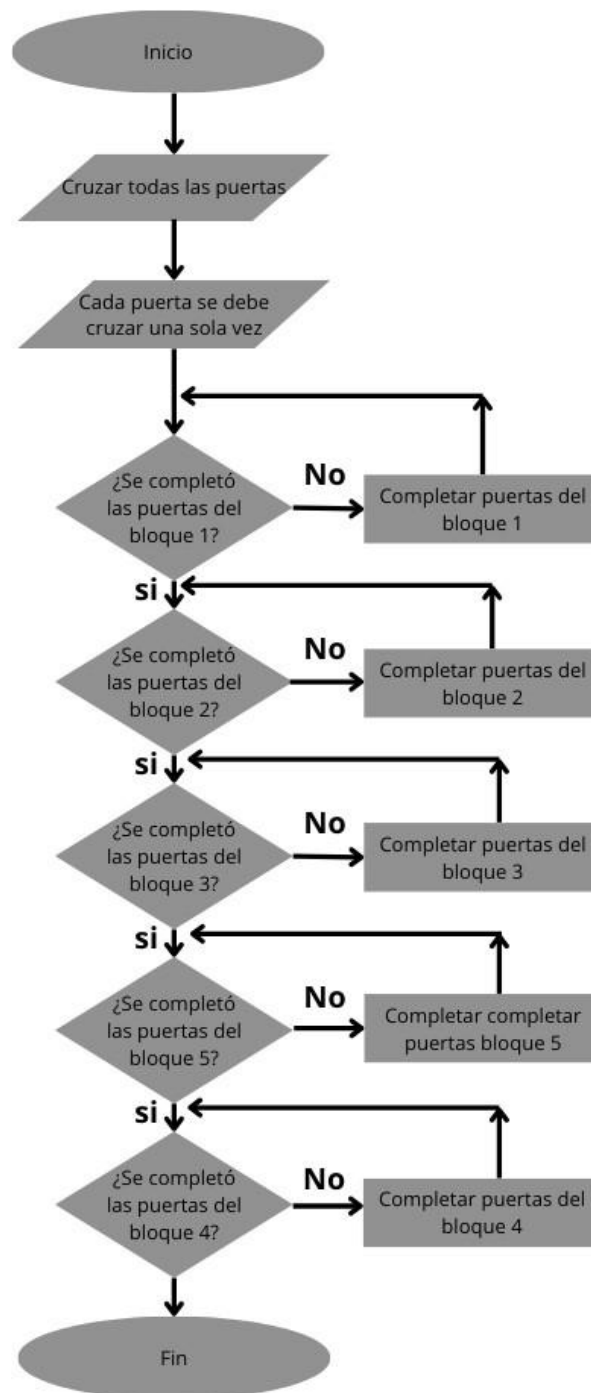 Inicio
Cruzar todas las puertas
Cada puerta se debe
cruzar una sola vez
¿Se completó
las puertas del
bloque 1?
No
Completar puertas del
bloque 1
si
¿Se completó
las puertas del
bloque 2?
No
Completar puertas del
bloque 2
si
¿Se completó
las puertas del
bloque 3?
No
Completar puertas del
bloque 3
si
¿Se completó
las puertas del
bloque 5?
No
Completar completar
puertas bloque 5
si
¿Se completó
las puertas del
bloque 4?
No
Completar puertas del
bloque 4
Fin